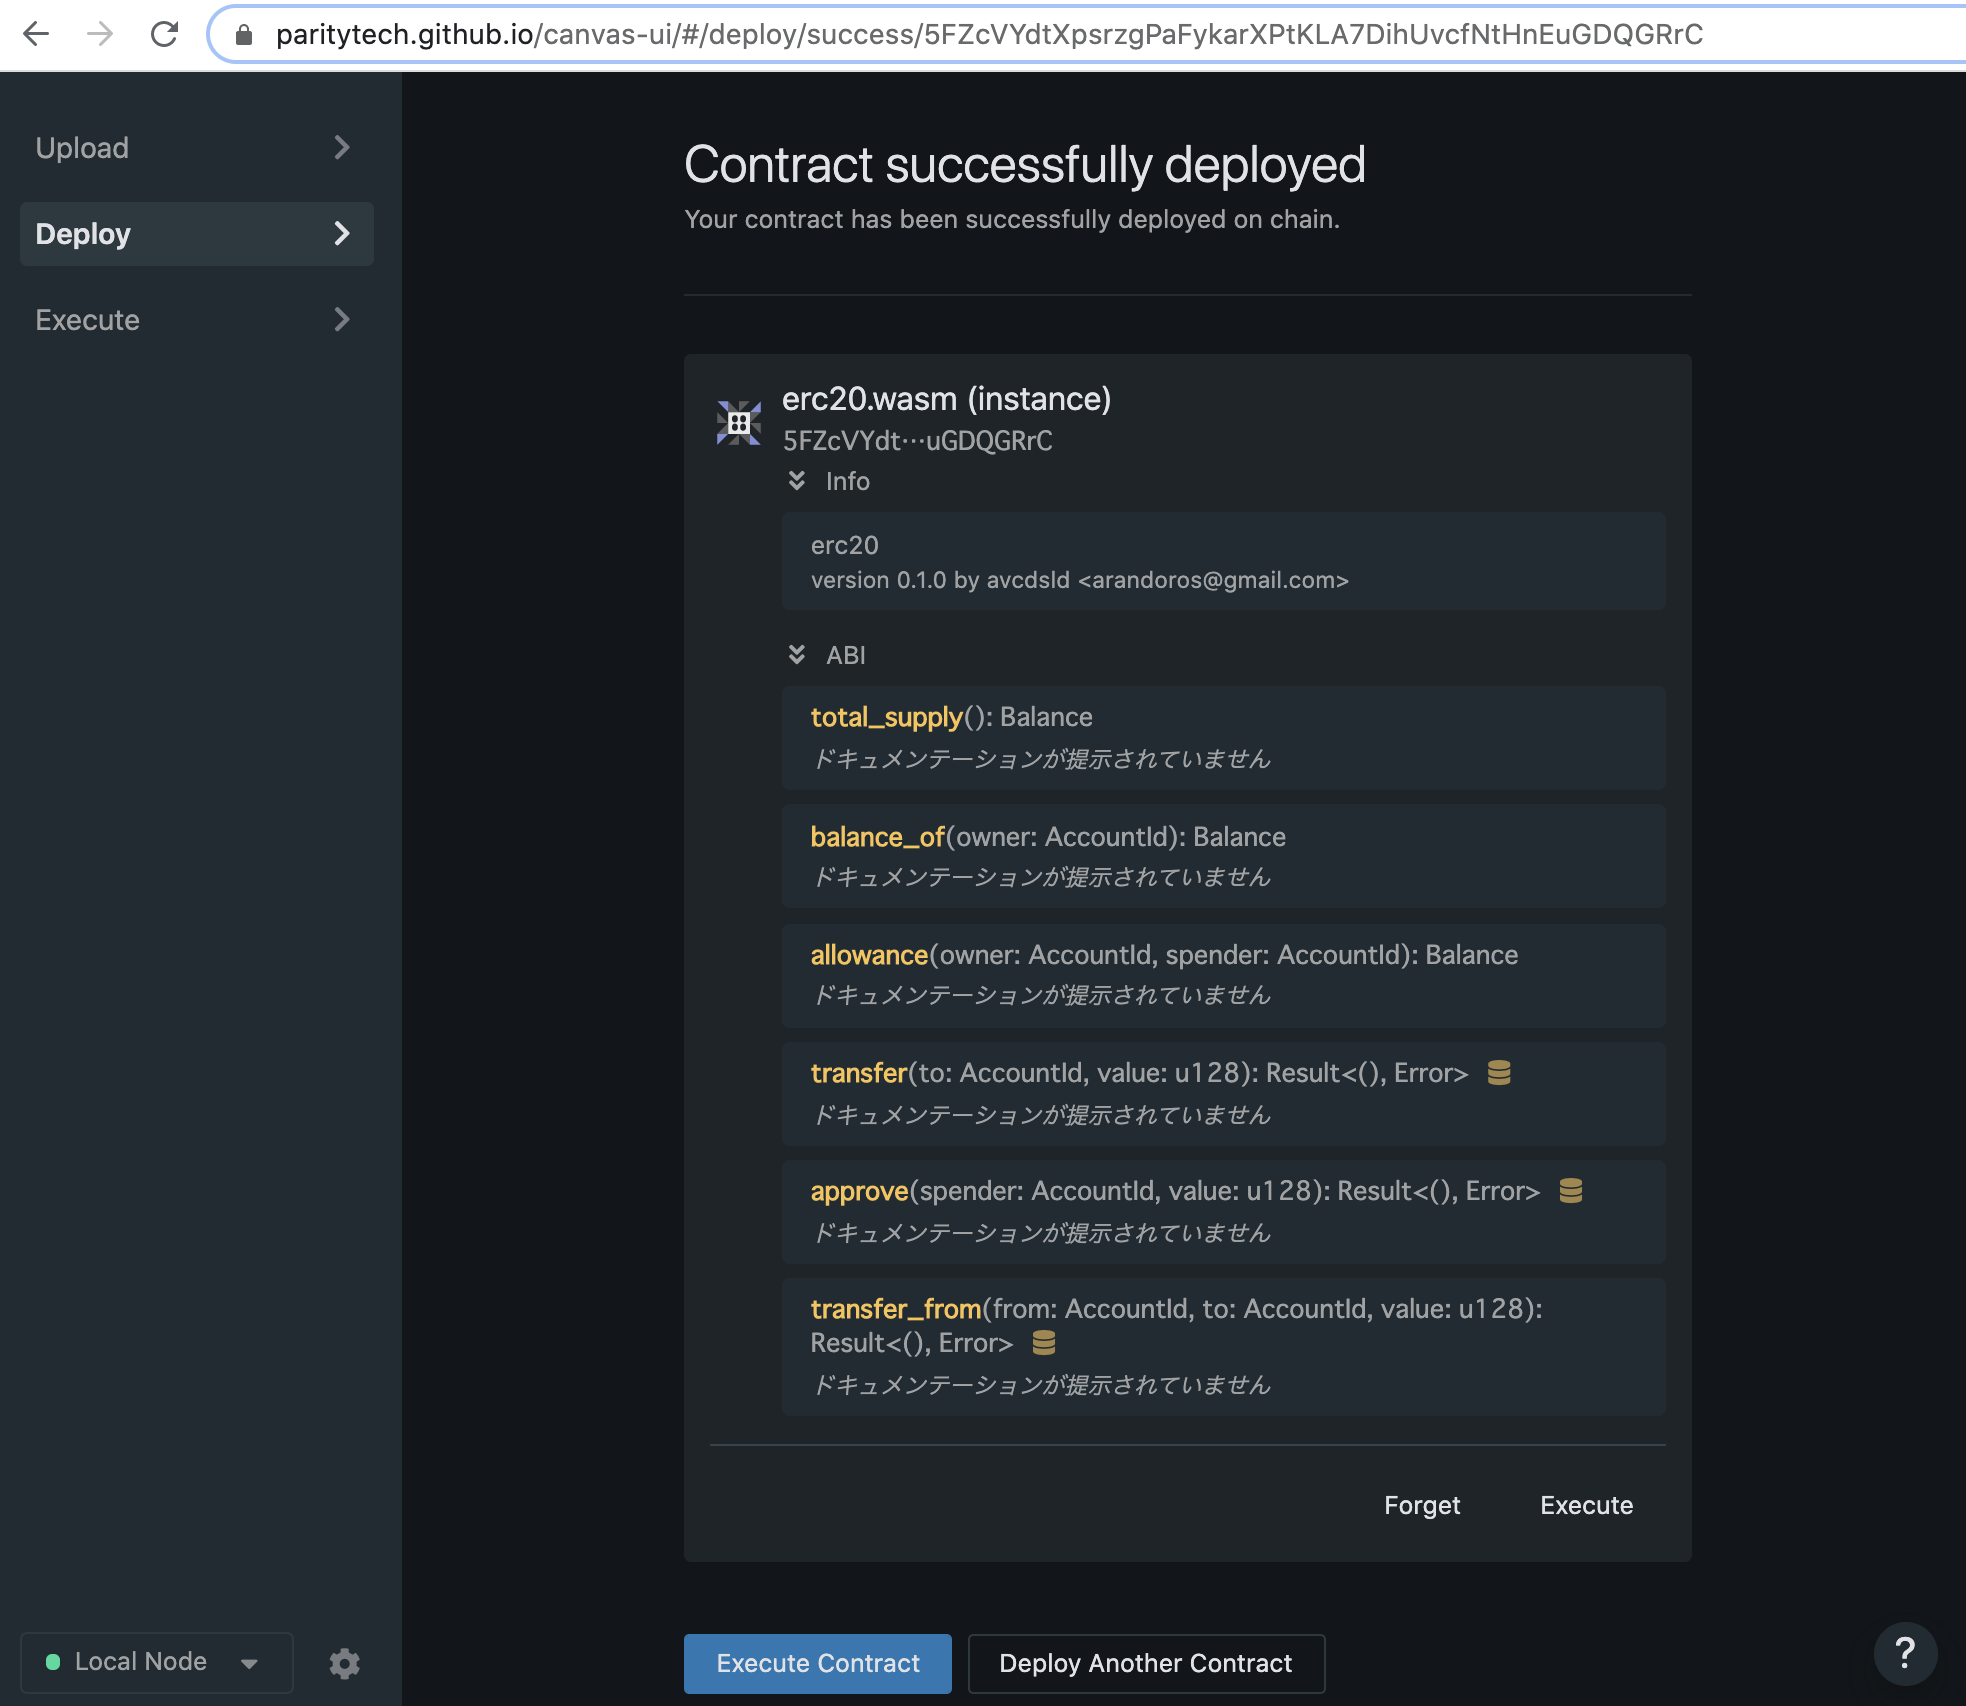 paritytech.github.io/canvas-ui/#/deploy/success/5FZcVYdtXpsrzgPaFykarXPtKLA7DihUvcfNtHnEuGDQGRrC
Upload
Deploy
Execute
Contract successfully deployed
Your contract has been successfully deployed on chain.
erc20.wasm (instance)
5FZcVYdt···uGDQGRrC
Info
erc20
version 0.1.0 by avcdsld <arandoros@gmail.com>
ABI
total_supply(): Balance
ドキュメンテーションが提示されていません
balance_of(owner: AccountId): Balance
ドキュメンテーションが提示されていません
allowance(owner: AccountId, spender: AccountId): Balance
ドキュメンテーションが提示されていません
transfer(to: AccountId, value: u128): Result<(), Error>
ドキュメンテーションが提示されていません
approve(spender: AccountId, value: u128): Result<(), Error>
ドキュメンテーションが提示されていません
transfer_from(from: AccountId, to: AccountId, value: u128):
Result<(), Error>
ドキュメンテーションが提示されていません
Forget Execute
Local Node
Execute Contract Deploy Another Contract
?